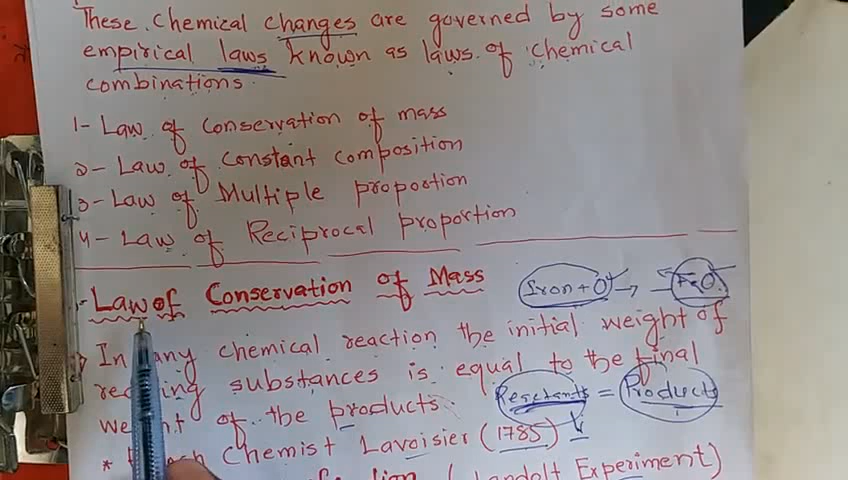 These Chemical changes are governed by some
empirical laws known as laws of Chemical
combinations.
1- Law of conservation of mass
2- Law of constant composition
3- Law of Multiple proportion
4- Law of Reciprocal proportion
Law of Conservation of Mass
Iron + O → FeO
In any chemical reaction the initial weight of
substances is equal to the final
of the products.
Reactants = Products
* Chemist Lavoisier (1785)
(Landolt Experiment)